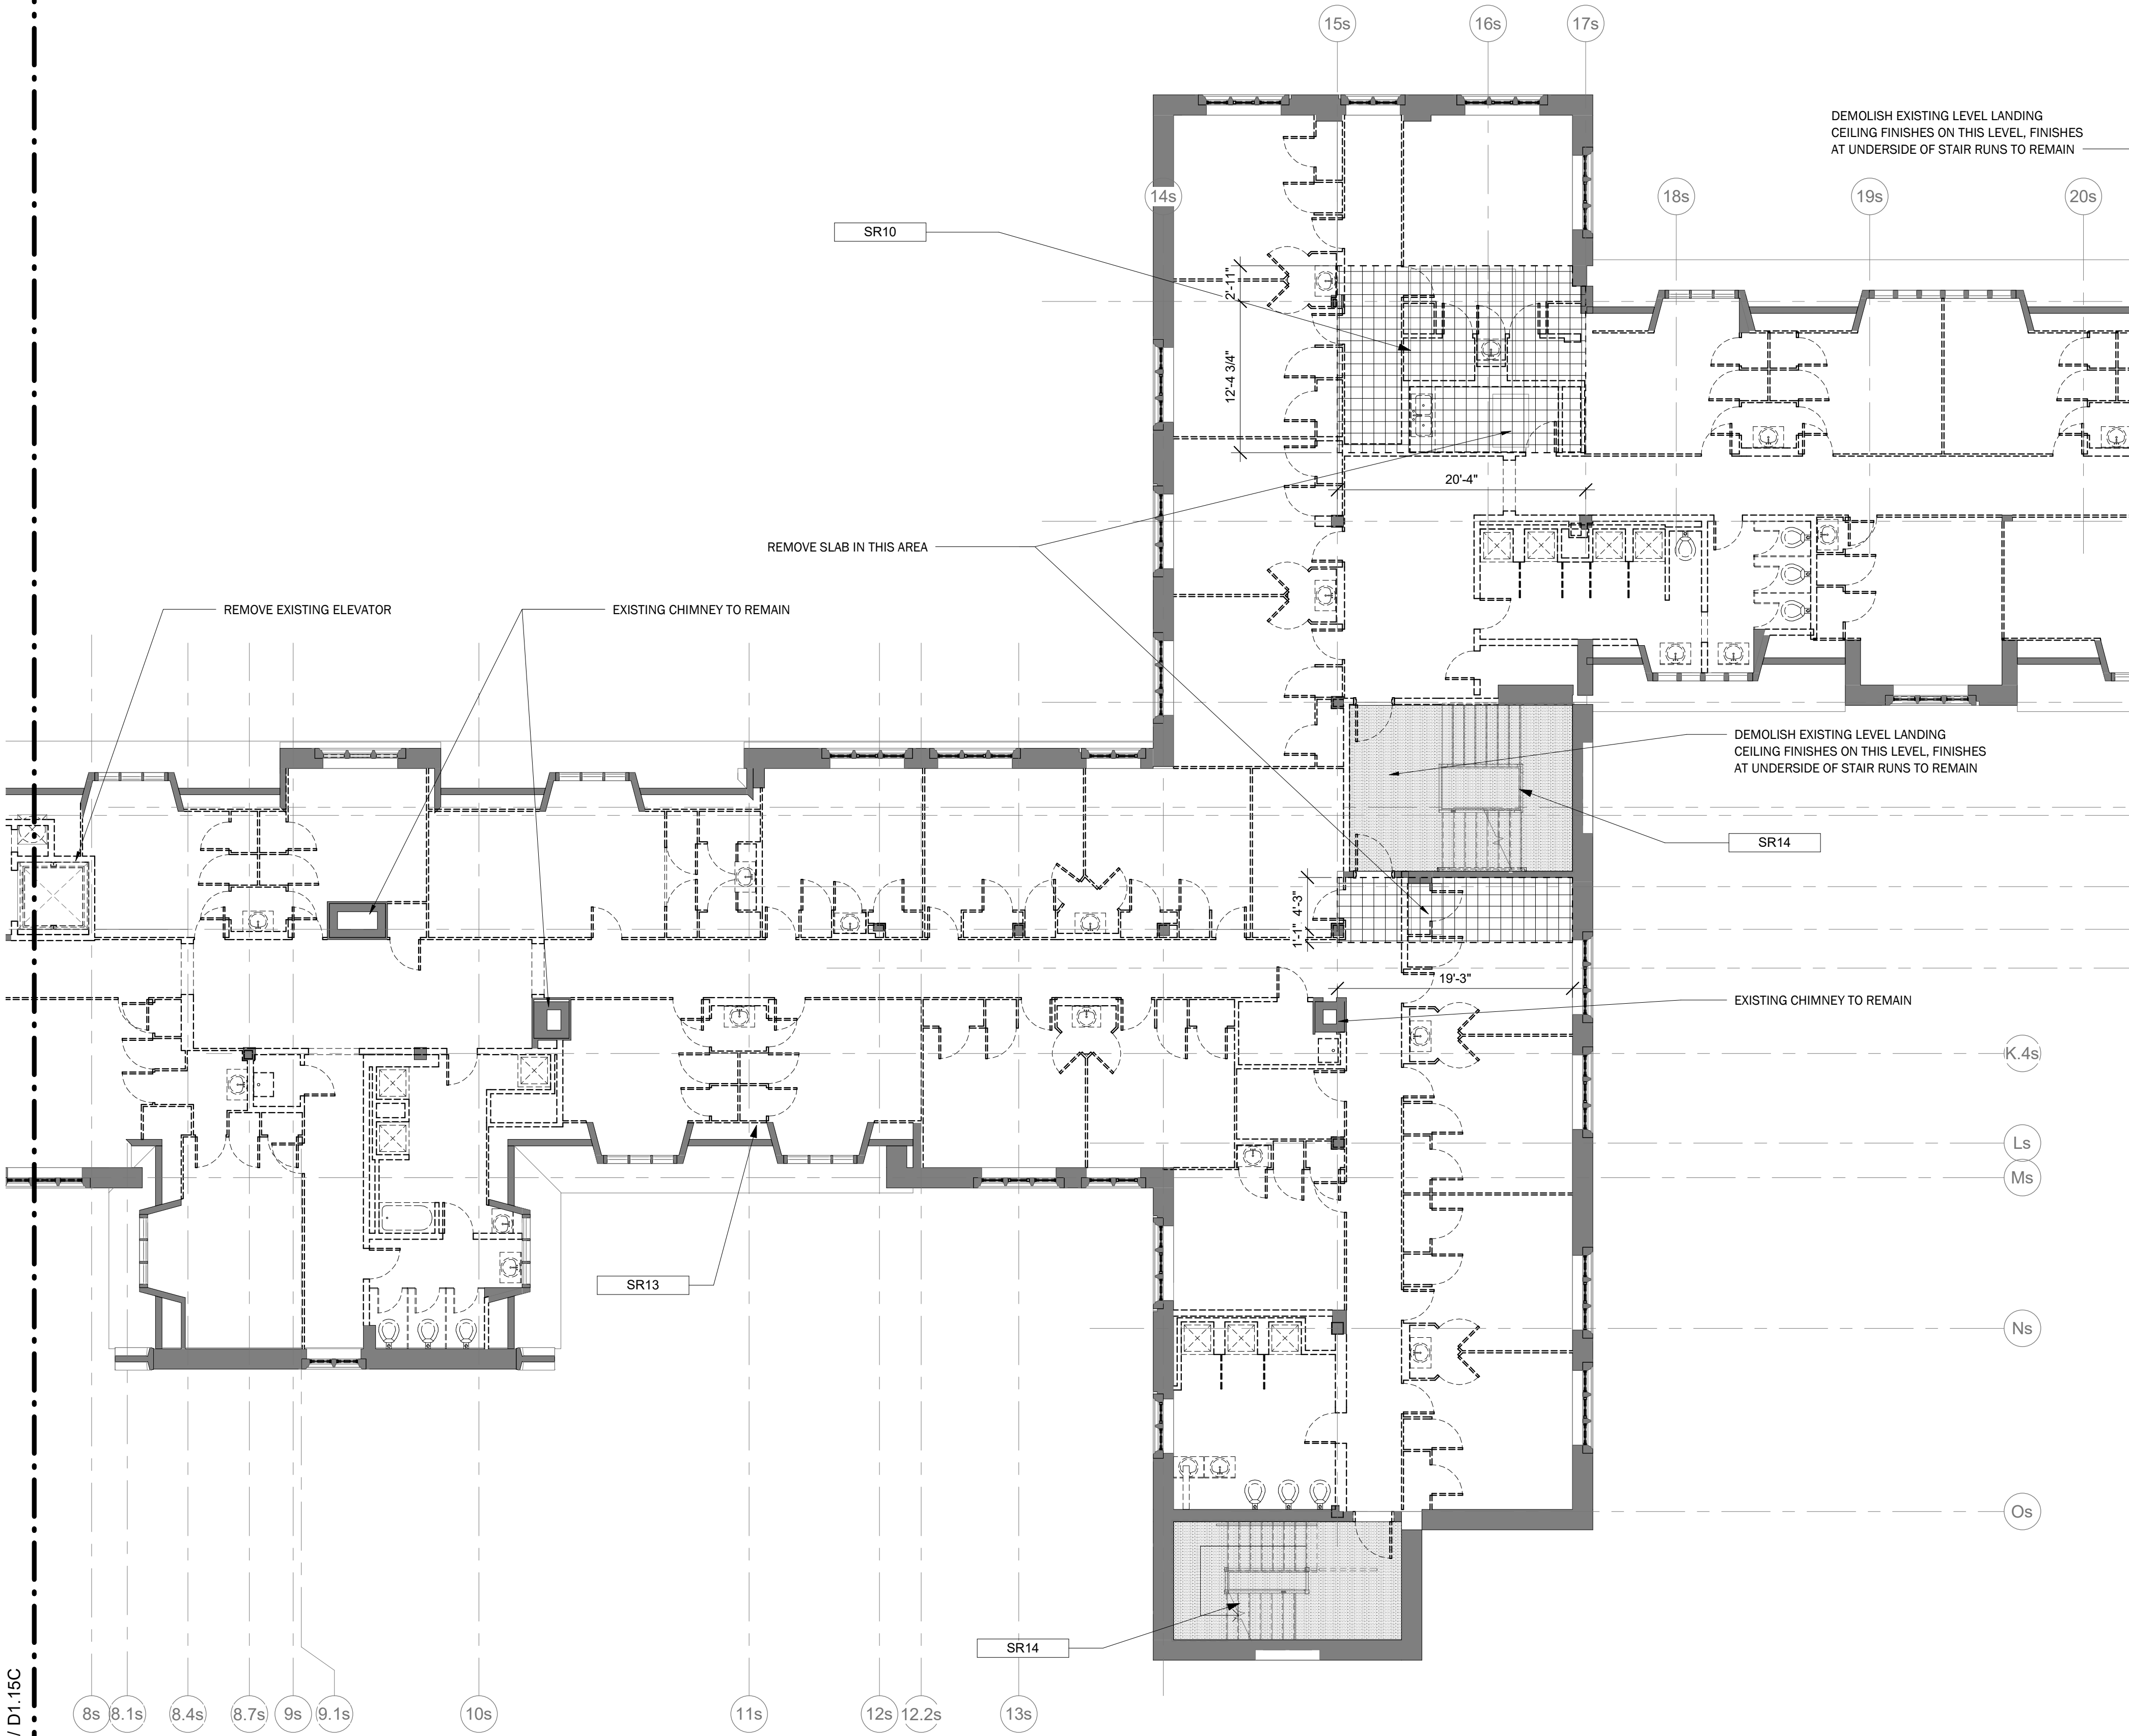 15s
16s
17s
DEMOLISH EXISTING LEVEL LANDING
CEILING FINISHES ON THIS LEVEL, FINISHES
AT UNDERSIDE OF STAIR RUNS TO REMAIN
14s
18s
19s
20s
SR10
2'-11"
12'-4 3/4"
20'-4"
REMOVE SLAB IN THIS AREA
REMOVE EXISTING ELEVATOR
EXISTING CHIMNEY TO REMAIN
DEMOLISH EXISTING LEVEL LANDING
CEILING FINISHES ON THIS LEVEL, FINISHES
AT UNDERSIDE OF STAIR RUNS TO REMAIN
SR14
4'-3"
1'-1"
19'-3"
EXISTING CHIMNEY TO REMAIN
K.4s
Ls
Ms
SR13
Ns
Os
SR14
/ D1.15C
8s
8.1s
8.4s
8.7s
9s
9.1s
10s
11s
12s
12.2s
13s